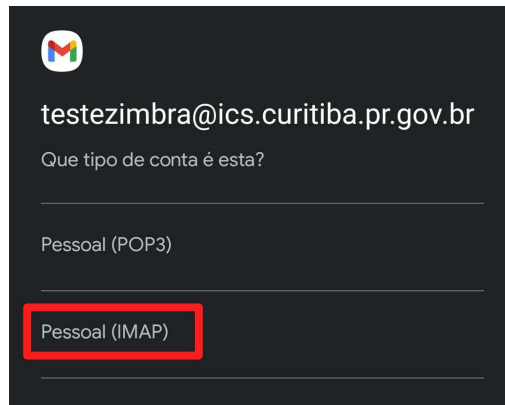 testezimbra@ics.curitiba.pr.gov.br
Que tipo de conta é esta?
Pessoal (POP3)
Pessoal (IMAP)